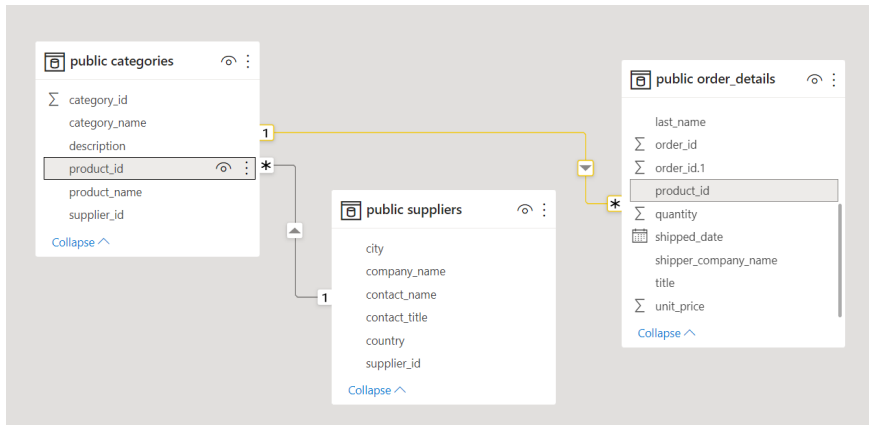 public categories
category_id
category_name
description
product_id
product_name
supplier_id
Collapse
1
*
public suppliers
city
company_name
contact_name
contact_title
country
supplier_id
Collapse
1
public order_details
last_name
order_id
order_id.1
product_id
quantity
shipped_date
shipper_company_name
title
unit_price
Collapse
*